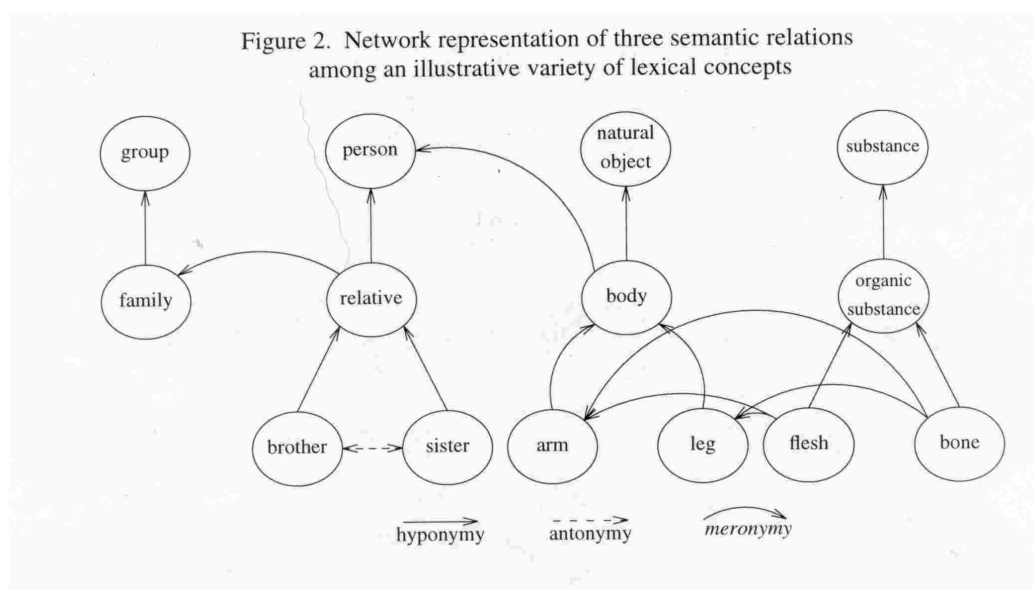 Figure 2. Network representation of three semantic relations
among an illustrative variety of lexical concepts
group
person
natural
object
substance
family
relative
body
organic
substance
brother
sister
arm
leg
flesh
bone
hyponymy
antonymy
meronymy